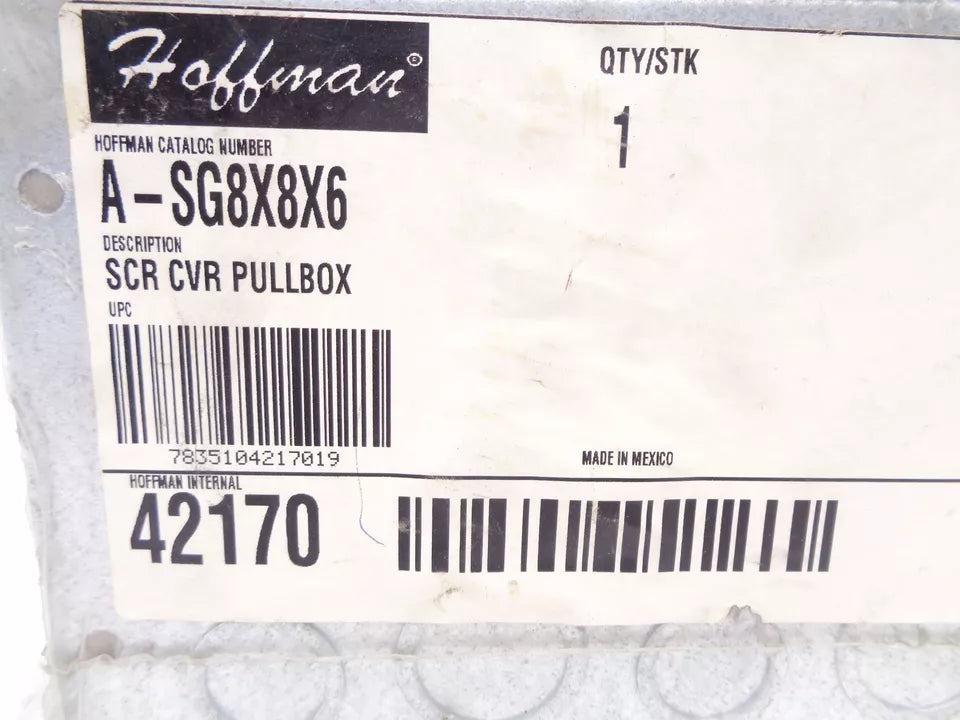 Hoffman©
QTY/STK
1
HOFFMAN CATALOG NUMBER
A-SG8X8X6
DESCRIPTION
SCR CVR PULLBOX
UPC
7835104217019
MADE IN MEXICO
HOFFMAN INTERNAL
42170